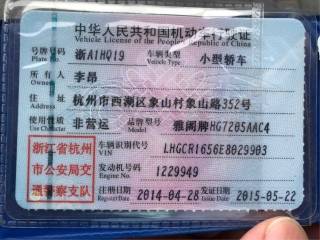 中华人民共和国机动车行驶证
Vehicle License of the People's Republic of China
号牌号码 Plate No. 浙A1HQ19 车辆类型 Vehicle Type 小型轿车
所有人 Owner 李昂
住址 Address 杭州市西湖区象山村象山路352号
使用性质 Use Character 非营运 品牌型号 Model 雅阁牌HG7205AAC4
浙江省杭州市公安局交通警察支队
车辆识别代号 VIN LHGCR1656E8029903
发动机号码 Engine No. 1229949
注册日期 Register Date 2014-04-28 发证日期 Issue Date 2015-05-22